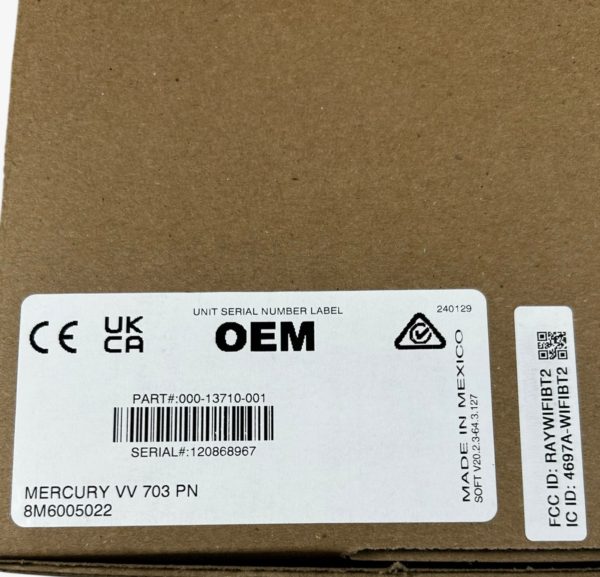 UNIT SERIAL NUMBER LABEL
240129
CE
UK
CA
OEM
PART#:000-13710-001
SERIAL#:120868967
MERCURY VV 703 PN
8M6005022
MADE IN MEXICO
SOFT V20.2.3-64.3.127
FCC ID: RAYWIFIBT2
IC ID: 4697A-WIFIBT2